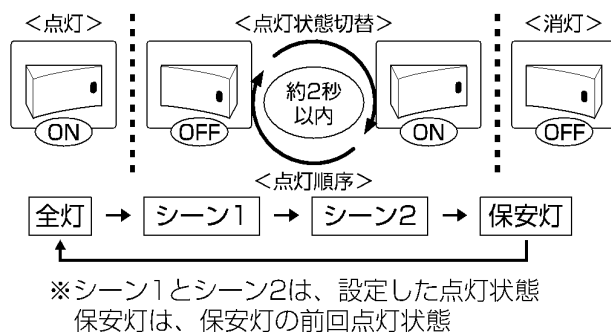 <点灯> <点灯状態切替> <消灯>
ON OFF 約2秒以内 ON OFF
<点灯順序>
全灯 → シーン1 → シーン2 → 保安灯
※シーン1とシーン2は、設定した点灯状態
保安灯は、保安灯の前回点灯状態